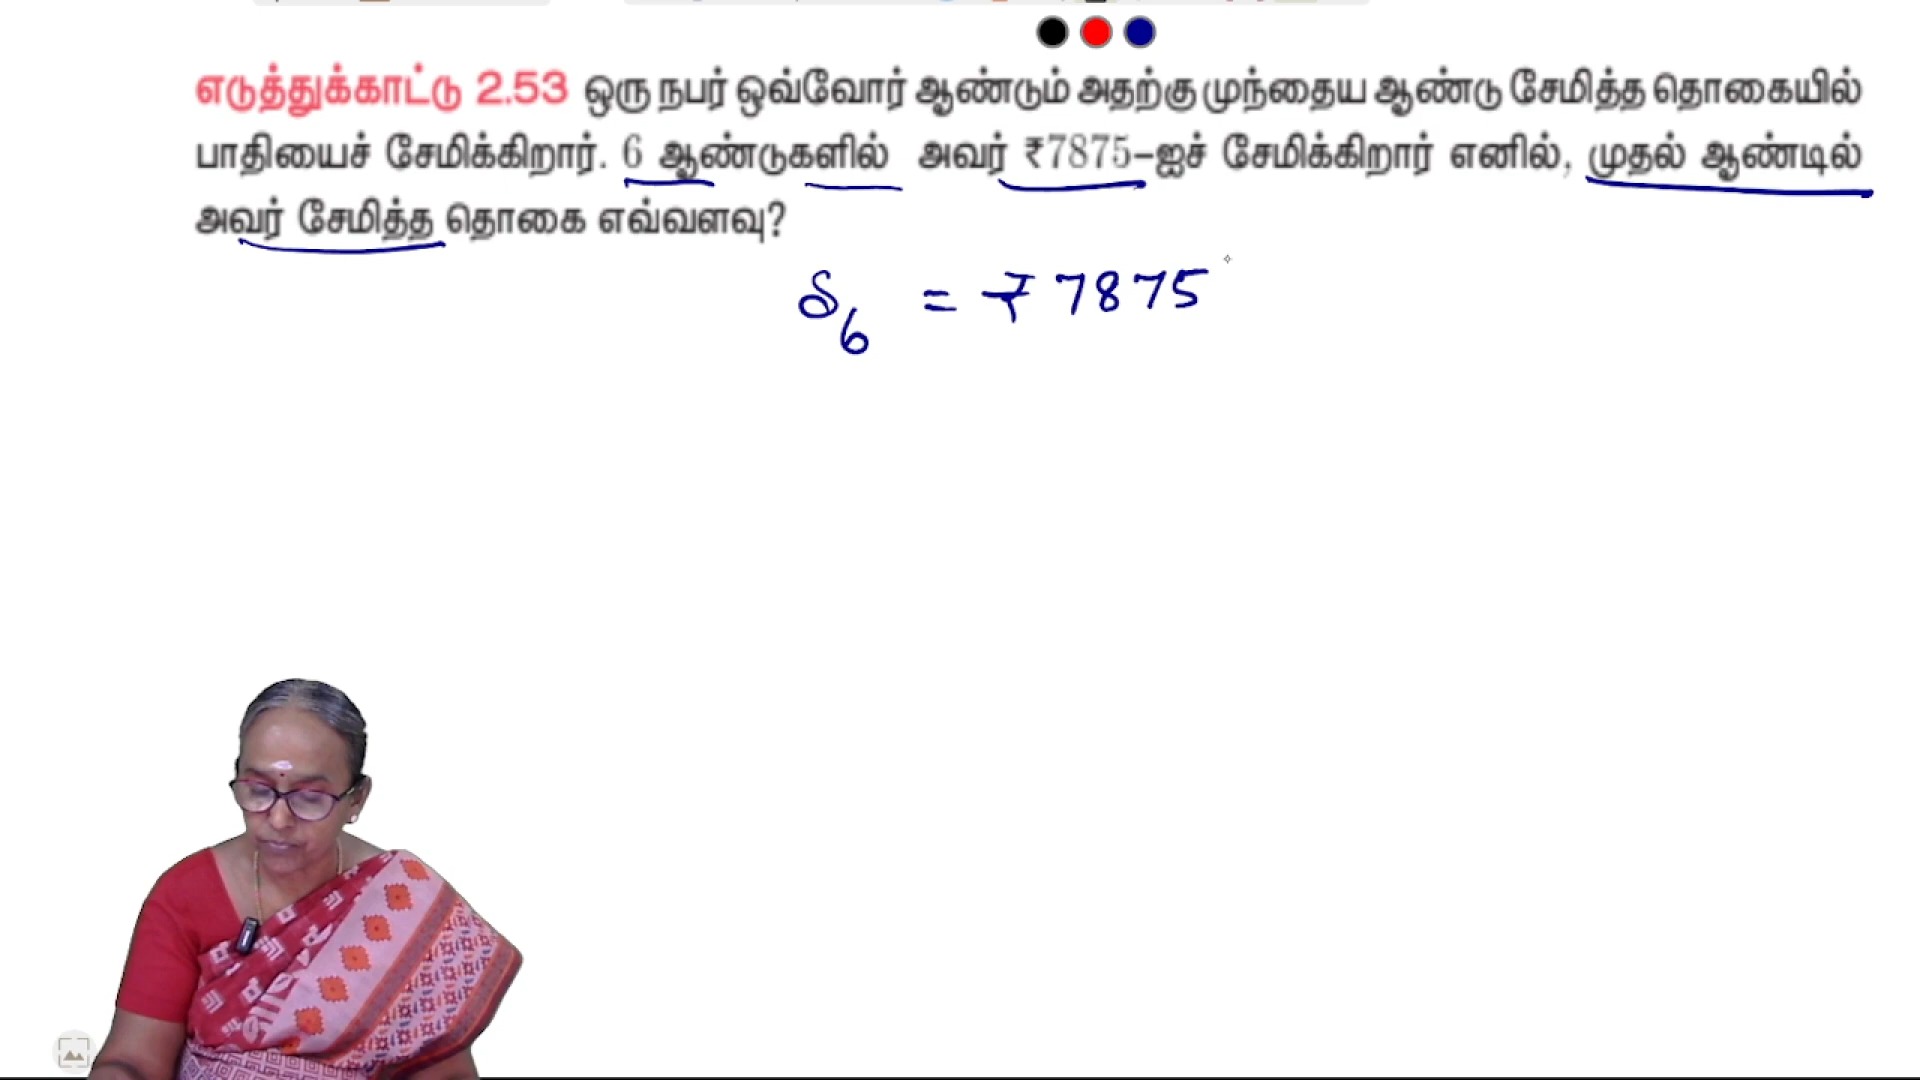 எடுத்துக்காட்டு 2.53 ஒரு நபர் ஒவ்வோர் ஆண்டும் அதற்கு முந்தைய ஆண்டு சேமித்த தொகையில்
பாதியைச் சேமிக்கிறார். 6 ஆண்டுகளில் அவர் ₹7875-ஐச் சேமிக்கிறார் எனில், முதல் ஆண்டில்
அவர் சேமித்த தொகை எவ்வளவு?
S₆ = ₹ 7875